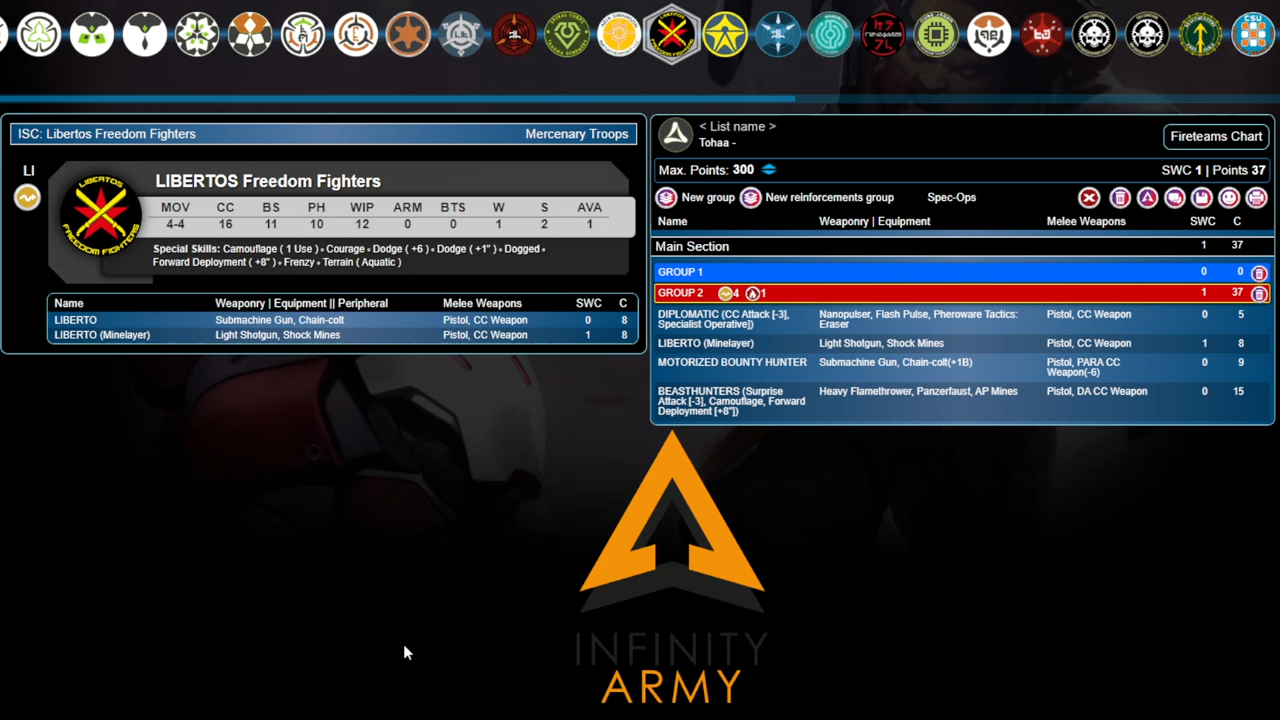 CSU
ISC: Libertos Freedom Fighters Mercenary Troops
LI
LIBERTOS
FREEDOM FIGHTERS
LIBERTOS Freedom Fighters
MOV CC BS PH WIP ARM BTS W S AVA
4-4 16 11 10 12 0 0 1 2 1
Special Skills: Camouflage ( 1 Use ) • Courage • Dodge ( +6 ) • Dodge ( +1" ) • Dogged •
Forward Deployment ( +8" ) • Frenzy • Terrain ( Aquatic )
Name Weaponry | Equipment || Peripheral Melee Weapons SWC C
LIBERTO Submachine Gun, Chain-colt Pistol, CC Weapon 0 8
LIBERTO (Minelayer) Light Shotgun, Shock Mines Pistol, CC Weapon 1 8
< List name >
Tohaa -
Fireteams Chart
Max. Points: 300 SWC 1 | Points 37
New group New reinforcements group Spec-Ops
Name Weaponry | Equipment Melee Weapons SWC C
Main Section 1 37
GROUP 1 0 0
GROUP 2 4 1 1 37
DIPLOMATIC (CC Attack [-3], Nanopulser, Flash Pulse, Pheroware Tactics: Pistol, CC Weapon 0 5
Specialist Operative]) Eraser
LIBERTO (Minelayer) Light Shotgun, Shock Mines Pistol, CC Weapon 1 8
MOTORIZED BOUNTY HUNTER Submachine Gun, Chain-colt(+1B) Pistol, PARA CC 0 9
Weapon(-6)
BEASTHUNTERS (Surprise Heavy Flamethrower, Panzerfaust, AP Mines Pistol, DA CC Weapon 0 15
Attack [-3], Camouflage, Forward
Deployment [+8"])
INFINITY
ARMY